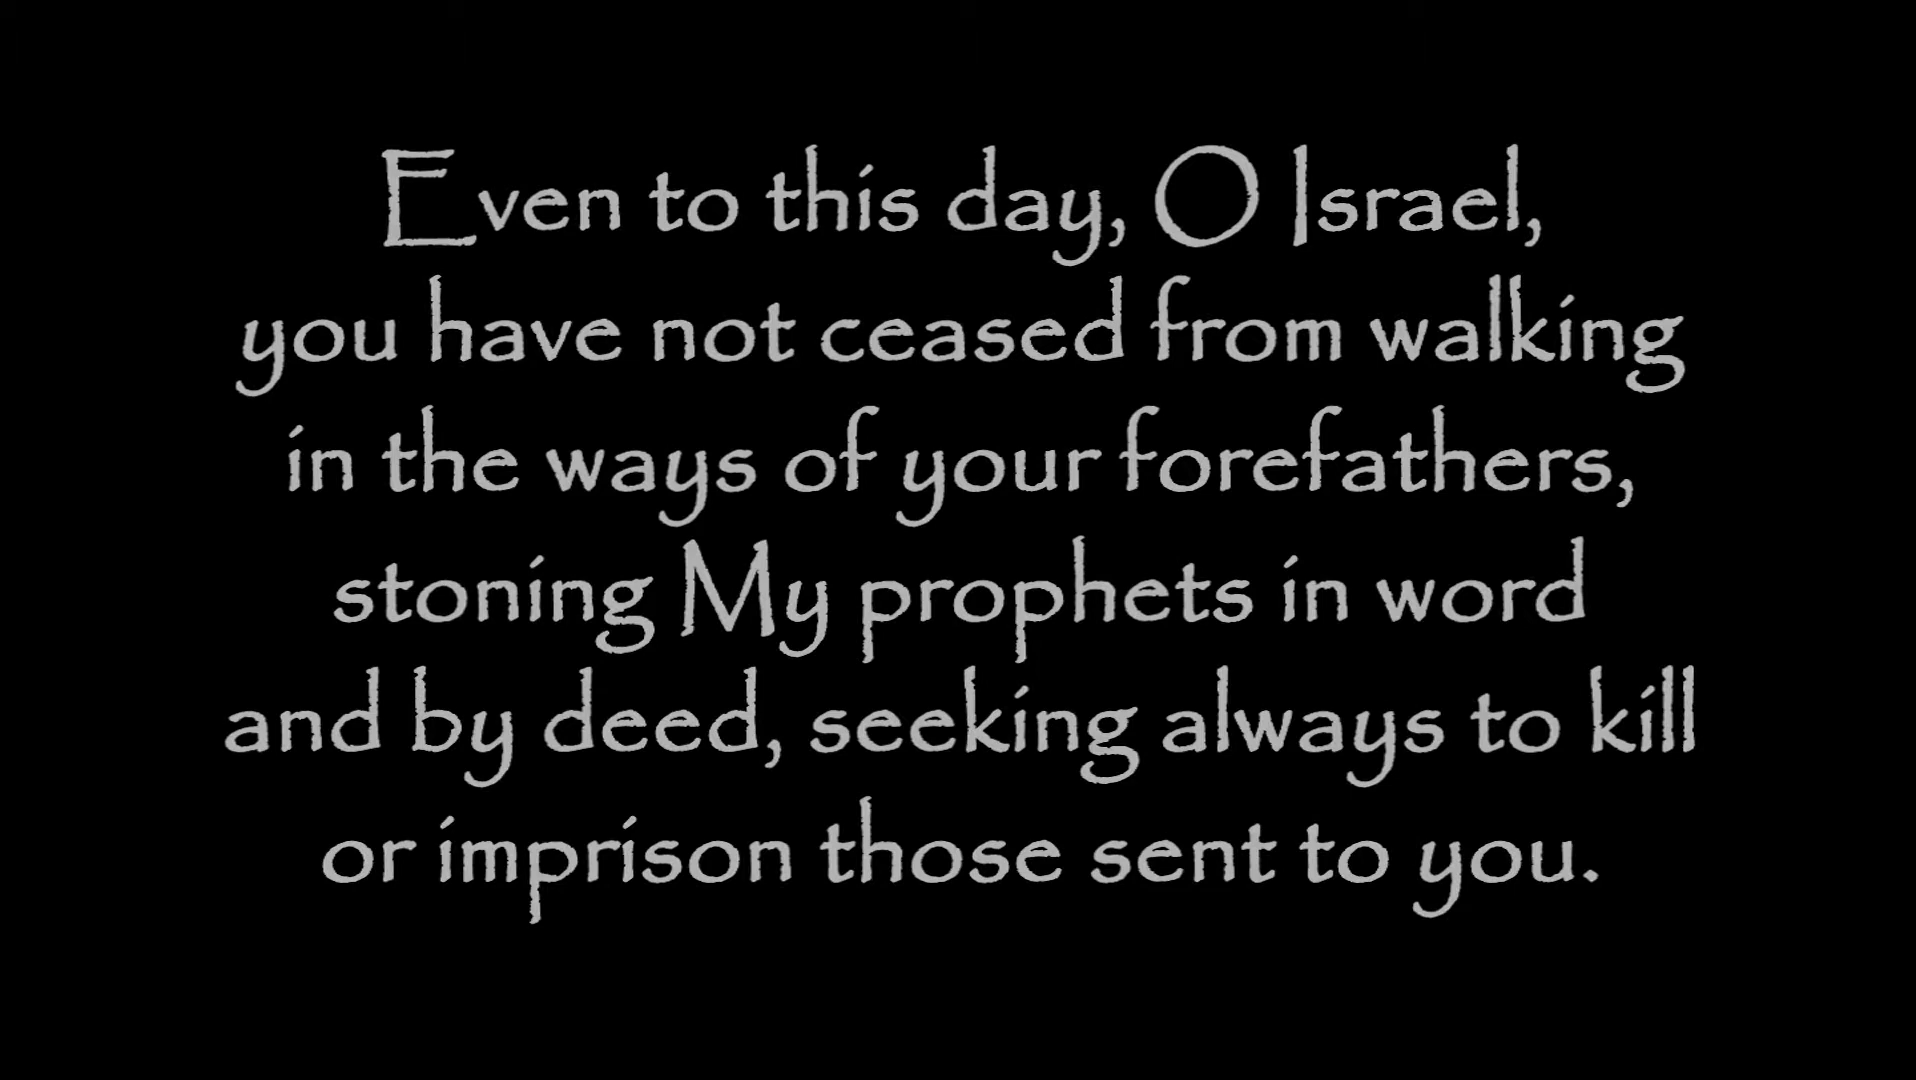 Even to this day, O Israel,
you have not ceased from walking
in the ways of your forefathers,
stoning My prophets in word
and by deed, seeking always to kill
or imprison those sent to you.